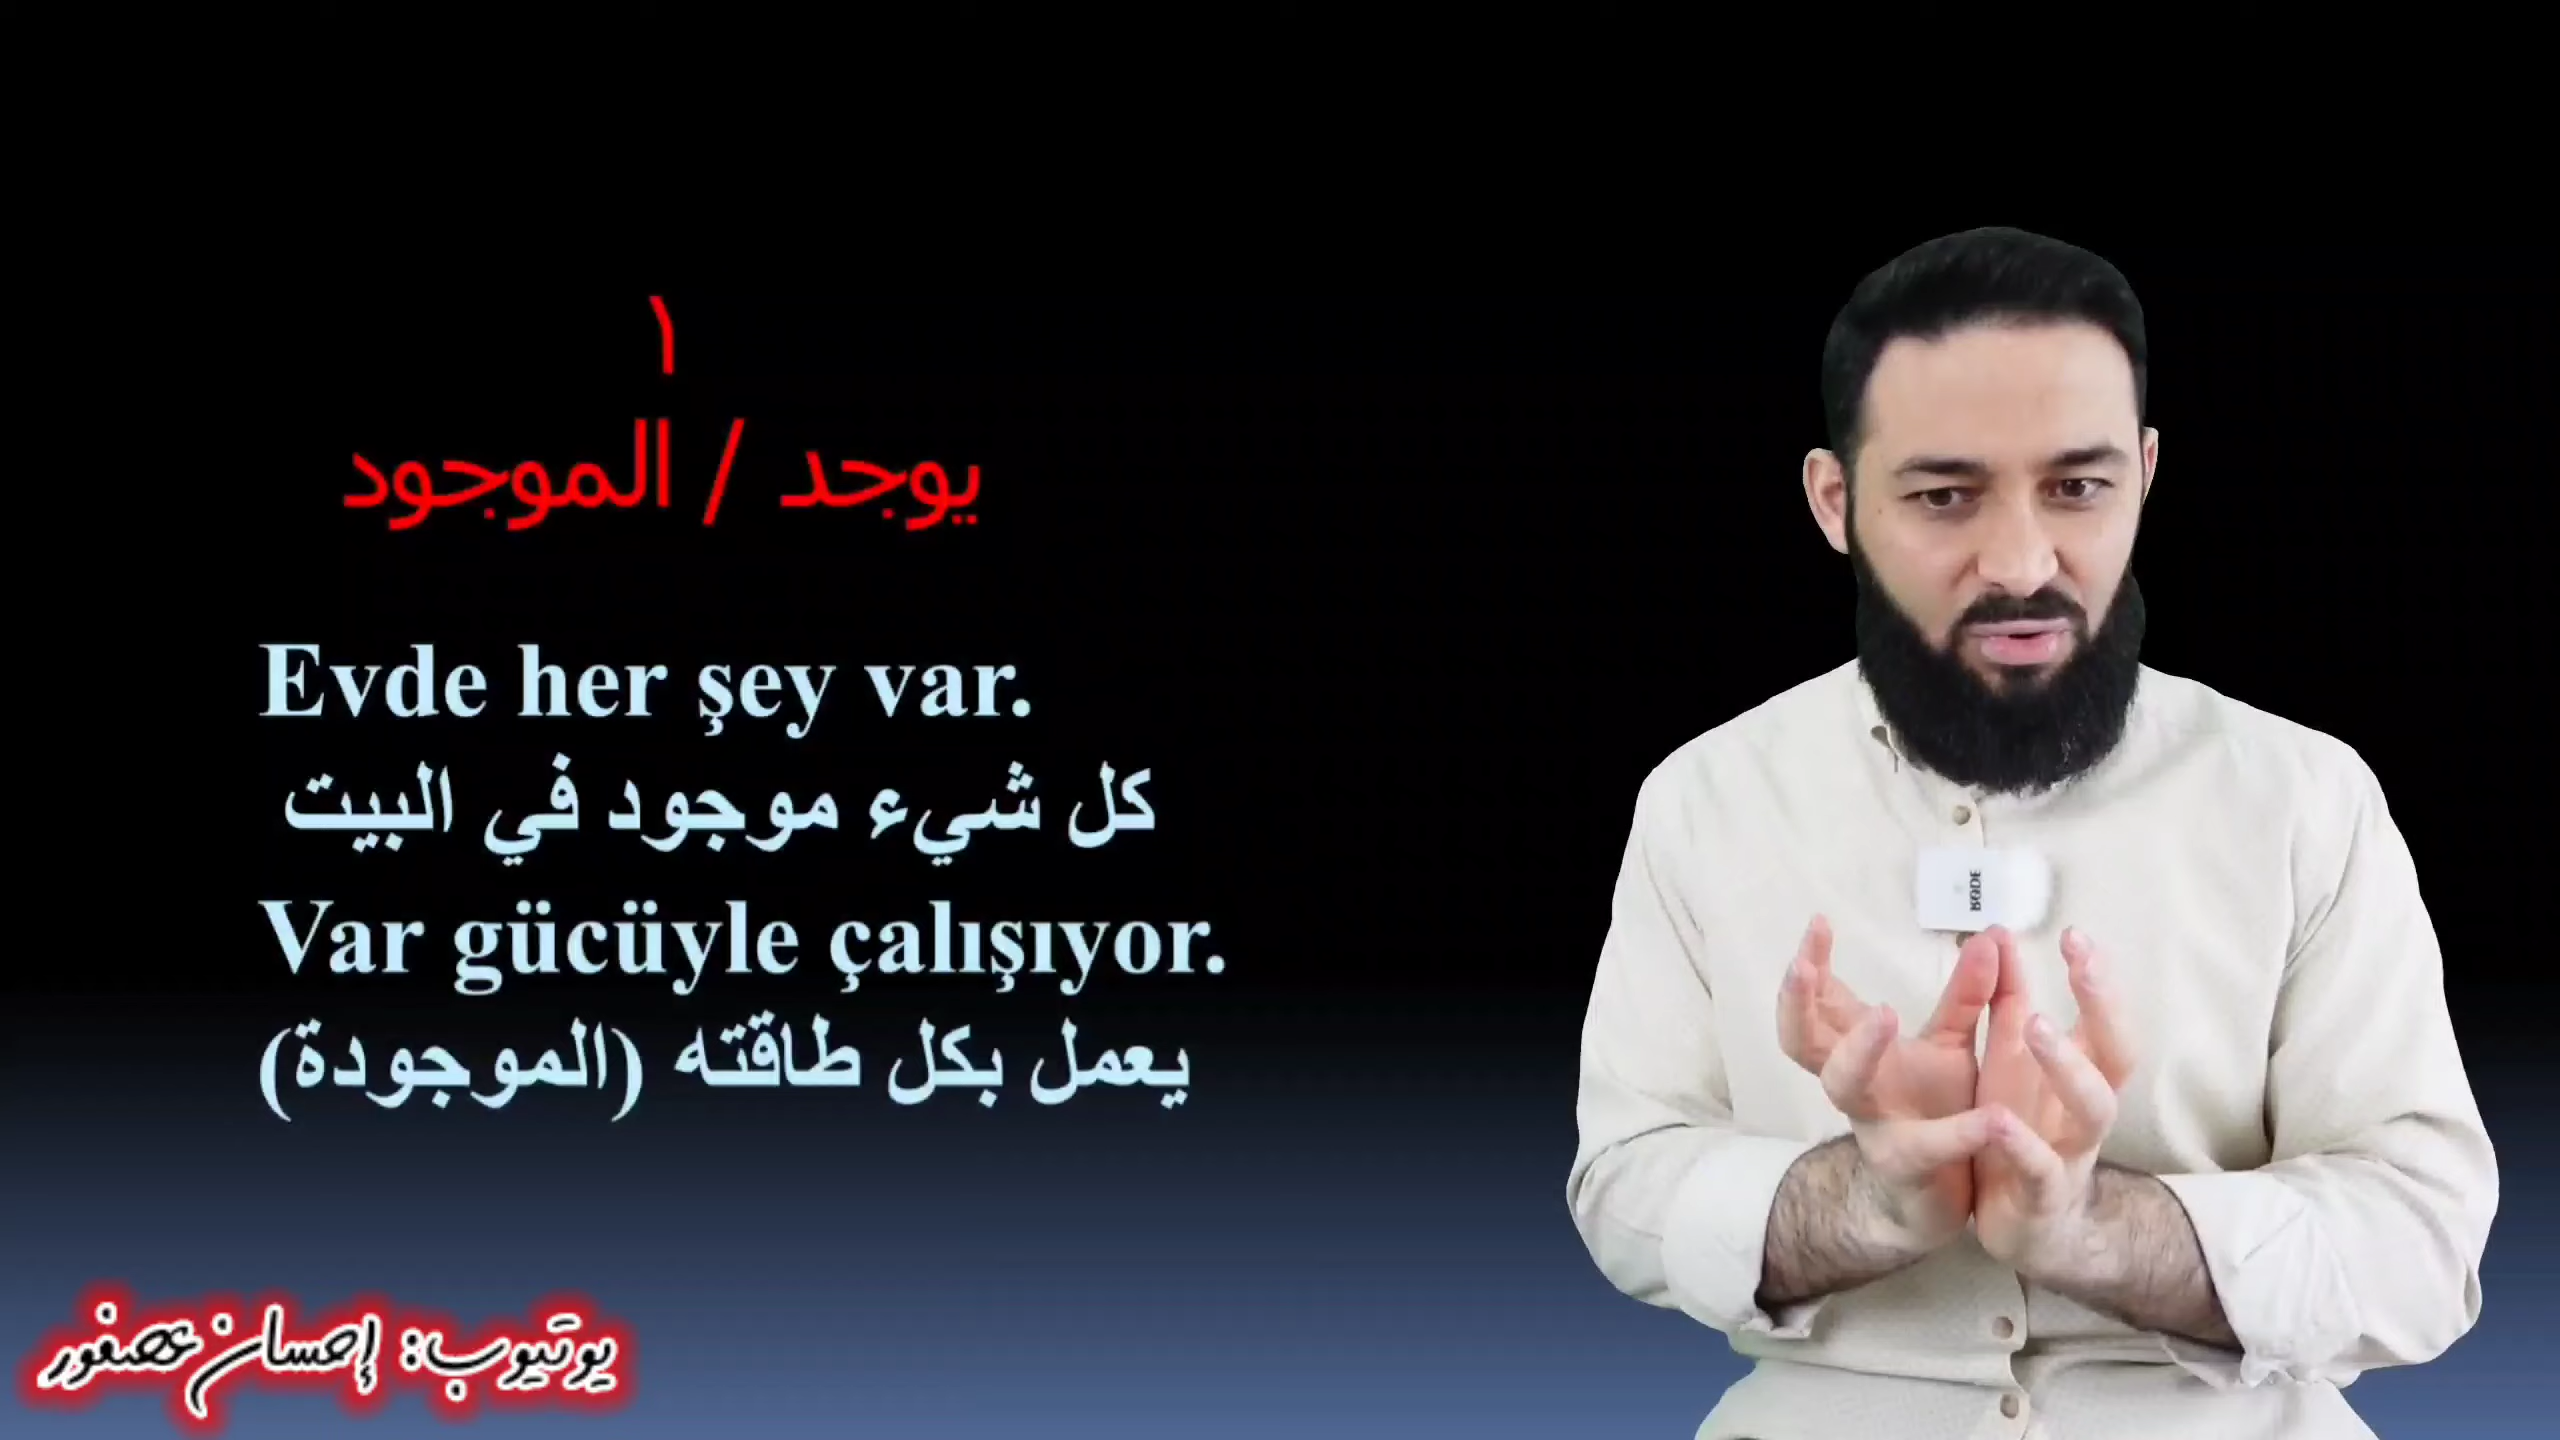 ١
يوجد / الموجود
Evde her şey var.
كل شيء موجود في البيت
Var gücüyle çalışıyor.
يعمل بكل طاقته (الموجودة)
RØDE
يوتيوب: إحسان عصفور